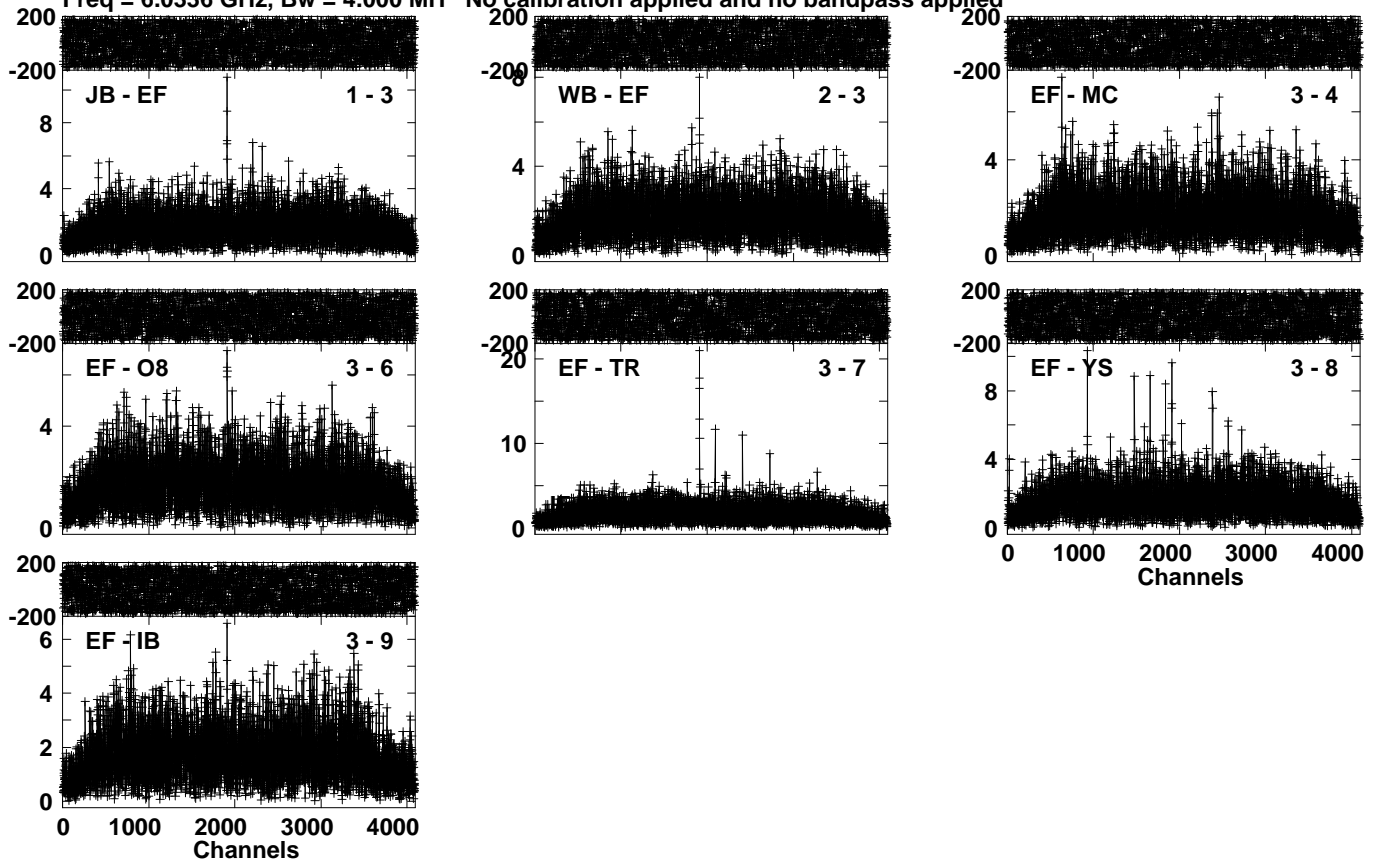 Freq = 6.0336 GHz, Bw = 4.000 MH No calibration applied and no bandpass applied
200
-200
JB - EF 1 - 3
8
4
0
200
-200
8
WB - EF 2 - 3
4
0
200
-200
EF - MC 3 - 4
4
0
200
-200
EF - O8 3 - 6
4
0
200
-200
20
EF - TR 3 - 7
10
0
200
-200
EF - YS 3 - 8
8
4
0
0 1000 2000 3000 4000
Channels
200
-200
6
EF - IB 3 - 9
4
2
0
0 1000 2000 3000 4000
Channels